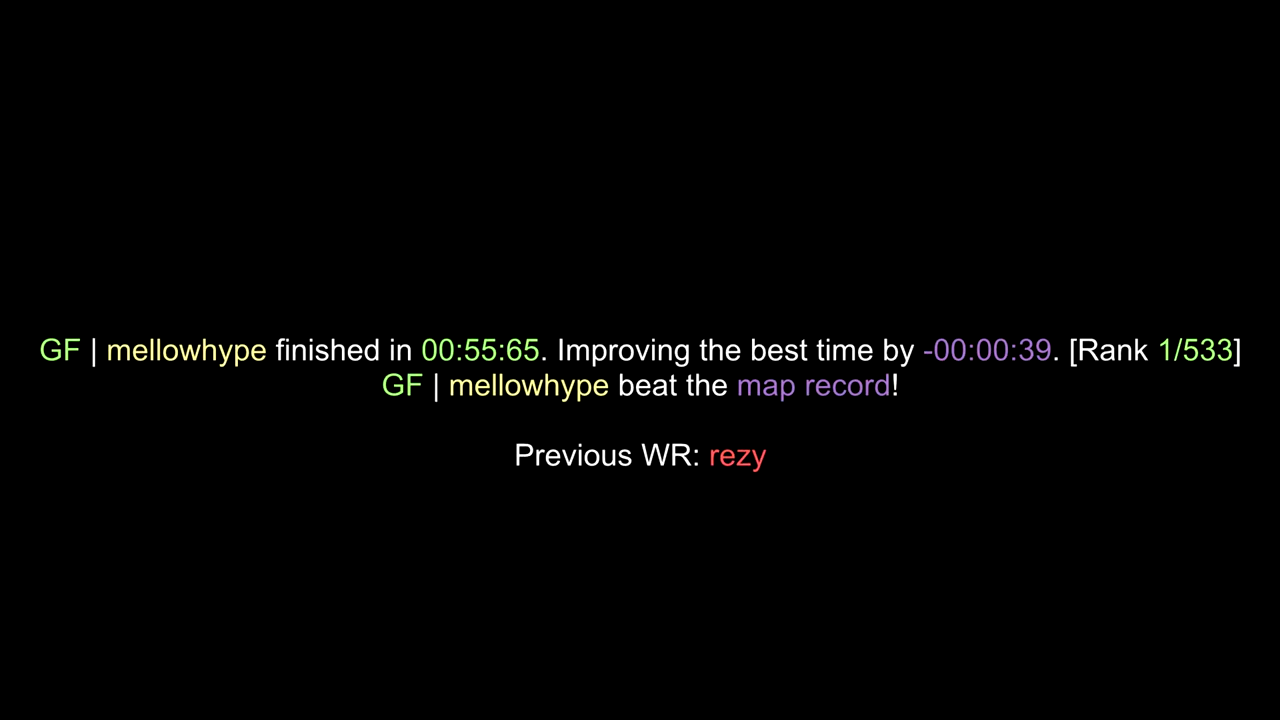 GF | mellowhype finished in 00:55:65. Improving the best time by -00:00:39. [Rank 1/533]
GF | mellowhype beat the map record!
Previous WR: rezy